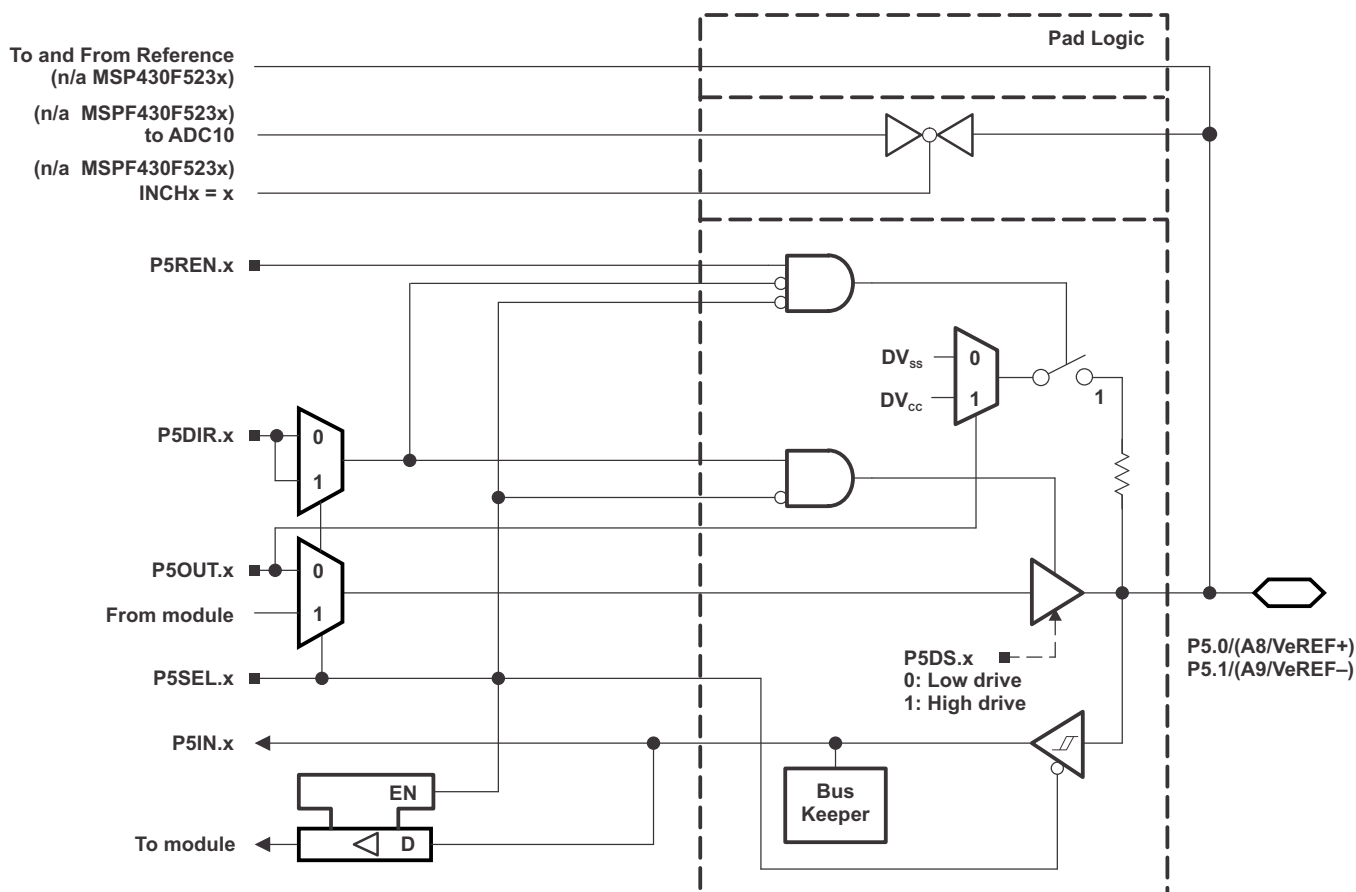 Pad Logic
To and From Reference
(n/a MSP430F523x)
(n/a MSPF430F523x)
to ADC10
(n/a MSPF430F523x)
INCHx = x
P5REN.x
DVss
0
DVcc
1
1
P5DIR.x
0
1
P5OUT.x
0
From module
1
P5SEL.x
P5DS.x
0: Low drive
1: High drive
P5.0/(A8/VeREF+)
P5.1/(A9/VeREF–)
P5IN.x
EN
Bus
Keeper
To module
D